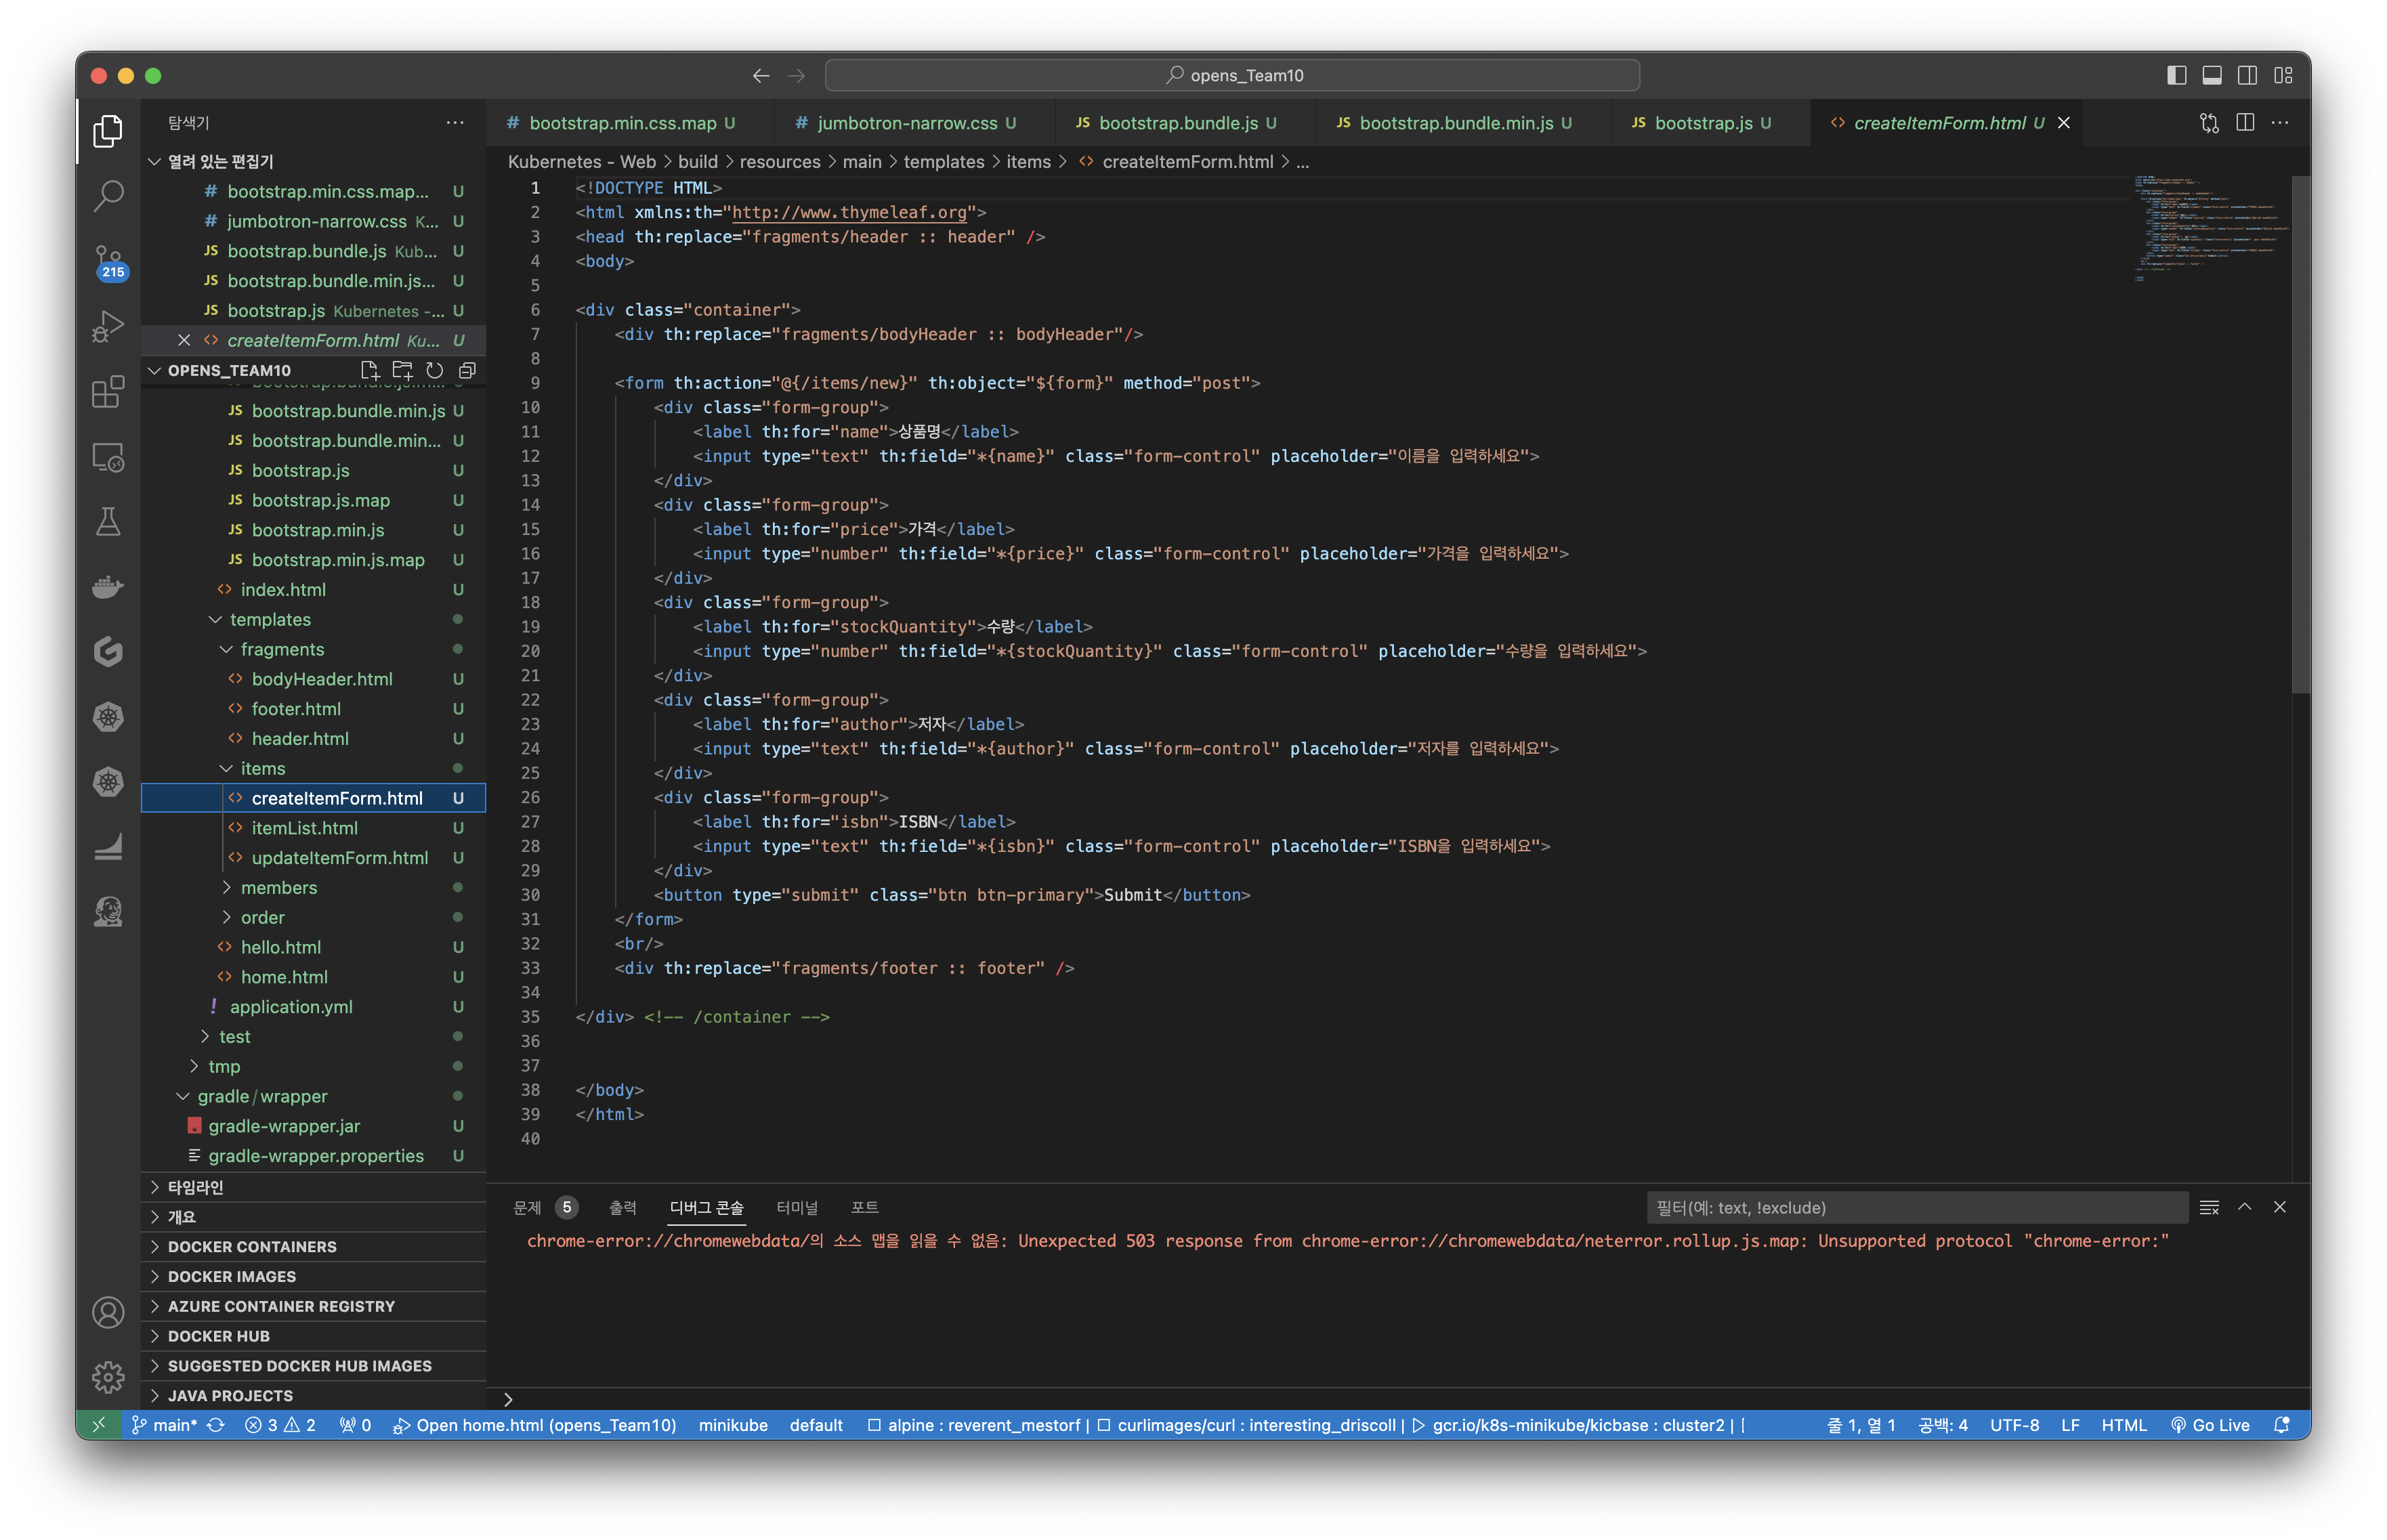 opens_Team10
탐색기
열려 있는 편집기
# bootstrap.min.css.map... U
# jumbotron-narrow.css K... U
JS bootstrap.bundle.js Kub... U
JS bootstrap.bundle.min.js... U
JS bootstrap.js Kubernetes -... U
<> createItemForm.html Ku... U
OPENS_TEAM10
JS bootstrap.bundle.min.js U
JS bootstrap.bundle.min... U
JS bootstrap.js U
JS bootstrap.js.map U
JS bootstrap.min.js U
JS bootstrap.min.js.map U
<> index.html U
templates
fragments
<> bodyHeader.html U
<> footer.html U
<> header.html U
items
<> createItemForm.html U
<> itemList.html U
<> updateItemForm.html U
members
order
<> hello.html U
<> home.html U
! application.yml U
test
tmp
gradle/wrapper
gradle-wrapper.jar U
gradle-wrapper.properties U
타임라인
개요
DOCKER CONTAINERS
DOCKER IMAGES
AZURE CONTAINER REGISTRY
DOCKER HUB
SUGGESTED DOCKER HUB IMAGES
JAVA PROJECTS
215
# bootstrap.min.css.map U # jumbotron-narrow.css U JS bootstrap.bundle.js U JS bootstrap.bundle.min.js U JS bootstrap.js U <> createItemForm.html U
Kubernetes - Web > build > resources > main > templates > items > <> createItemForm.html > ...
1 <!DOCTYPE HTML>
2 <html xmlns:th="http://www.thymeleaf.org">
3 <head th:replace="fragments/header :: header" />
4 <body>
5
6 <div class="container">
7 <div th:replace="fragments/bodyHeader :: bodyHeader"/>
8
9 <form th:action="@{/items/new}" th:object="${form}" method="post">
10 <div class="form-group">
11 <label th:for="name">상품명</label>
12 <input type="text" th:field="*{name}" class="form-control" placeholder="이름을 입력하세요">
13 </div>
14 <div class="form-group">
15 <label th:for="price">가격</label>
16 <input type="number" th:field="*{price}" class="form-control" placeholder="가격을 입력하세요">
17 </div>
18 <div class="form-group">
19 <label th:for="stockQuantity">수량</label>
20 <input type="number" th:field="*{stockQuantity}" class="form-control" placeholder="수량을 입력하세요">
21 </div>
22 <div class="form-group">
23 <label th:for="author">저자</label>
24 <input type="text" th:field="*{author}" class="form-control" placeholder="저자를 입력하세요">
25 </div>
26 <div class="form-group">
27 <label th:for="isbn">ISBN</label>
28 <input type="text" th:field="*{isbn}" class="form-control" placeholder="ISBN을 입력하세요">
29 </div>
30 <button type="submit" class="btn btn-primary">Submit</button>
31 </form>
32 <br/>
33 <div th:replace="fragments/footer :: footer" />
34
35 </div> <!-- /container -->
36
37
38 </body>
39 </html>
40
문제 5 출력 디버그 콘솔 터미널 포트 필터(예: text, !exclude)
chrome-error://chromewebdata/의 소스 맵을 읽을 수 없음: Unexpected 503 response from chrome-error://chromewebdata/neterror.rollup.js.map: Unsupported protocol "chrome-error:"
main* 3 2 0 Open home.html (opens_Team10) minikube default alpine : reverent_mestorf | curlimages/curl : interesting_driscoll | gcr.io/k8s-minikube/kicbase : cluster2 | 줄 1, 열 1 공백: 4 UTF-8 LF HTML Go Live